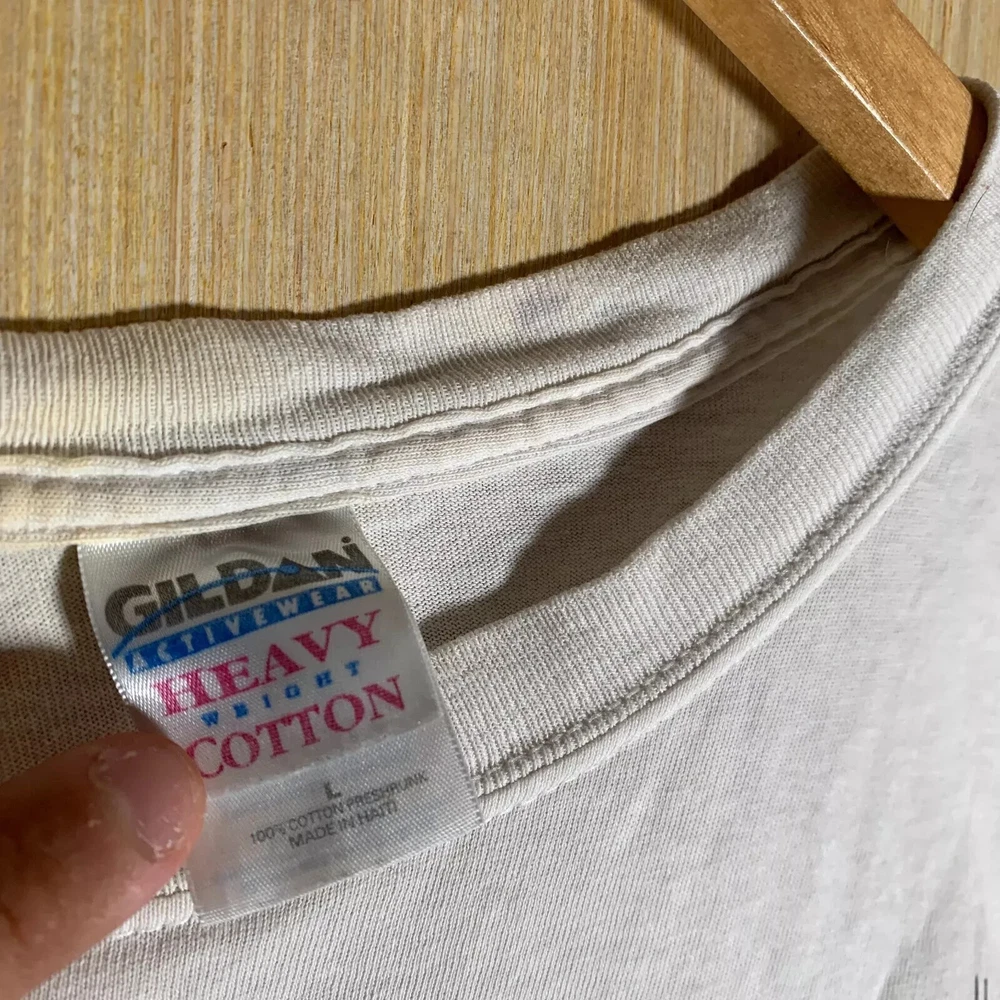 GILDAN
ACTIVEWEAR
HEAVY
WEIGHT
COTTON
L
100% COTTON PRESHRUNK
MADE IN HAITI